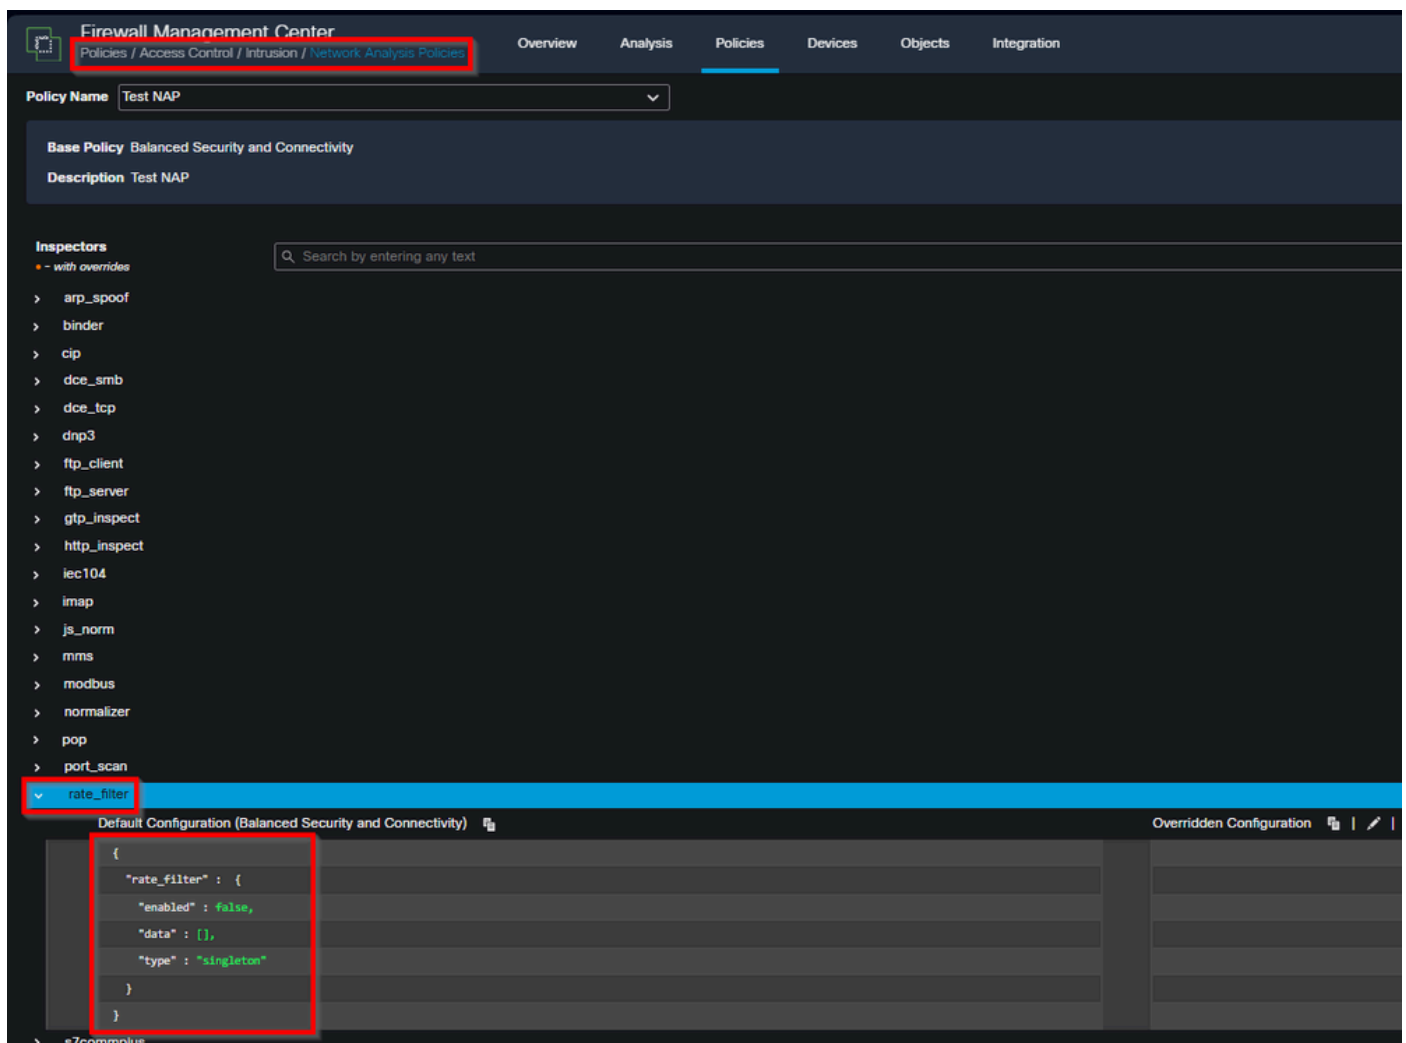 Firewall Management Center
Policies / Access Control / Intrusion / Network Analysis Policies
Overview Analysis Policies Devices Objects Integration
Policy Name Test NAP
Base Policy Balanced Security and Connectivity
Description Test NAP
Inspectors
- with overrides
Search by entering any text
arp_spoof
binder
cip
dce_smb
dce_tcp
dnp3
ftp_client
ftp_server
gtp_inspect
http_inspect
iec104
imap
js_norm
mms
modbus
normalizer
pop
port_scan
rate_filter
Default Configuration (Balanced Security and Connectivity) Overridden Configuration | |
{
"rate_filter" : {
"enabled" : false,
"data" : [],
"type" : "singleton"
}
}
s7commplus